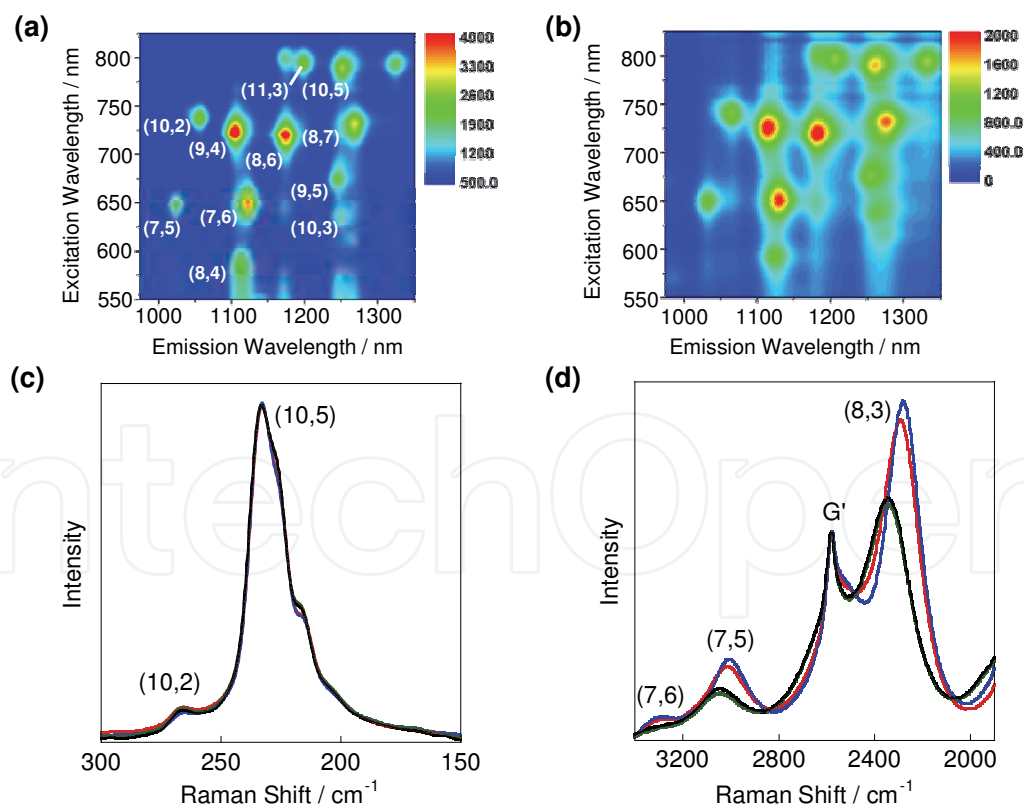 (a)
800
750
700
650
600
550
1000 1100 1200 1300
Excitation Wavelength / nm
Emission Wavelength / nm
(11,3) (10,5)
(10,2)
(9,4)
(8,6)
(8,7)
(9,5)
(7,5)
(7,6)
(10,3)
(8,4)
4000
3300
2600
1900
1200
500.0
(b)
800
750
700
650
600
550
1000 1100 1200 1300
Excitation Wavelength / nm
Emission Wavelength / nm
2000
1600
1200
800.0
400.0
0
(c)
Intensity
(10,5)
(10,2)
300 250 200 150
Raman Shift / cm-1
(d)
Intensity
(8,3)
G'
(7,5)
(7,6)
3200 2800 2400 2000
Raman Shift / cm-1
IntechOpen